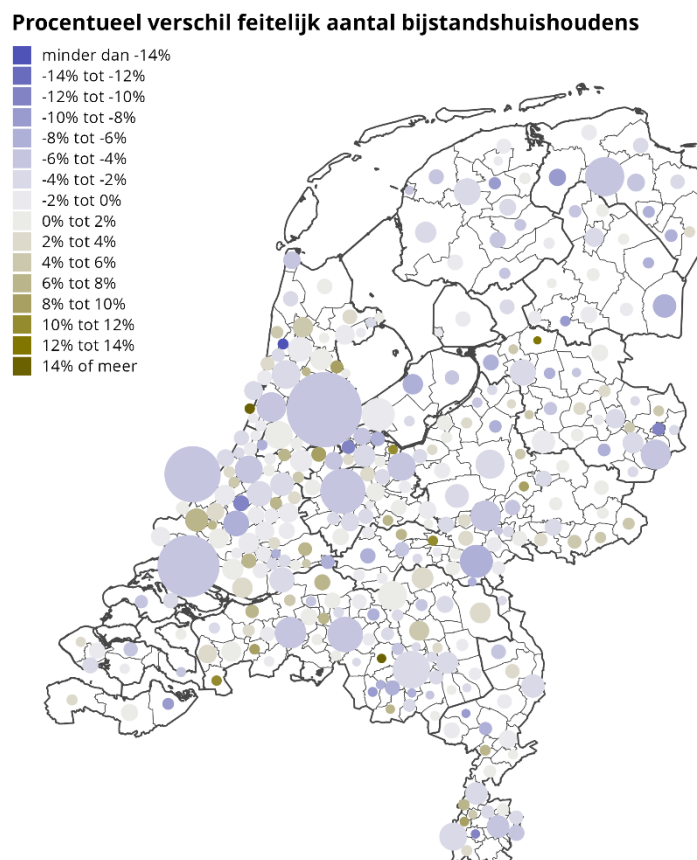 Procentueel verschil feitelijk aantal bijstandshuishoudens
minder dan -14%
-14% tot -12%
-12% tot -10%
-10% tot -8%
-8% tot -6%
-6% tot -4%
-4% tot -2%
-2% tot 0%
0% tot 2%
2% tot 4%
4% tot 6%
6% tot 8%
8% tot 10%
10% tot 12%
12% tot 14%
14% of meer